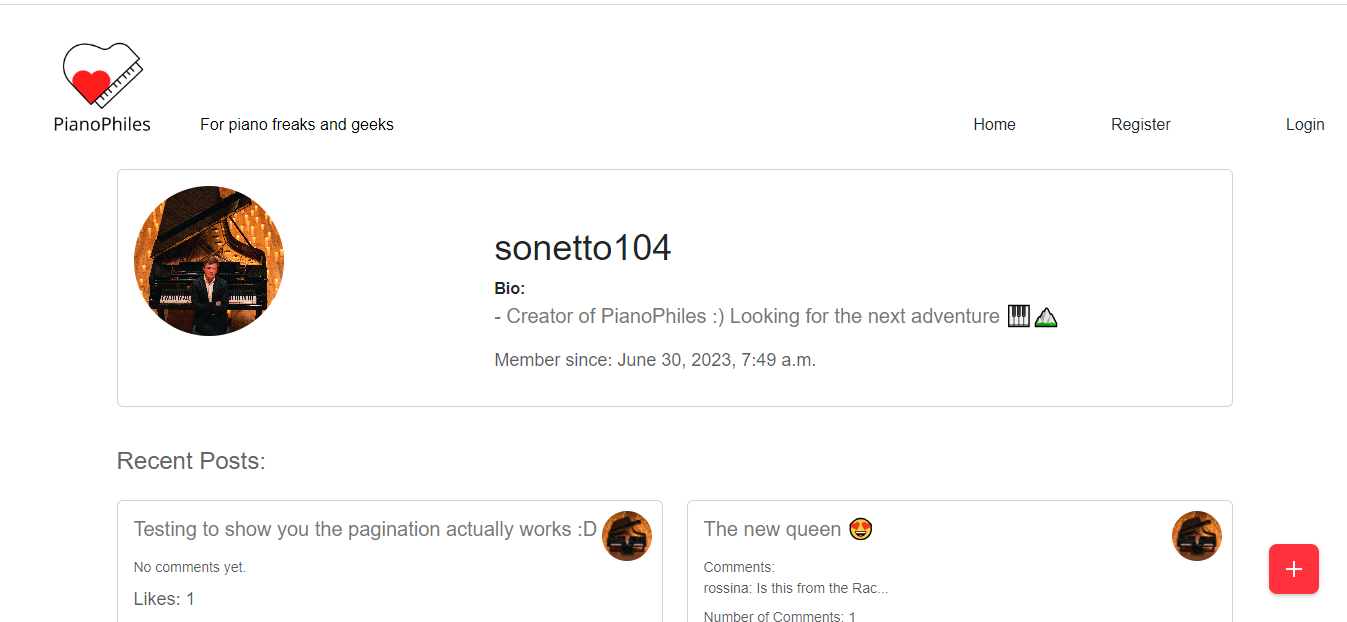 PianoPhiles
For piano freaks and geeks
Home
Register
Login
sonetto104
Bio:
- Creator of PianoPhiles :) Looking for the next adventure 🎹🏔
Member since: June 30, 2023, 7:49 a.m.
Recent Posts:
Testing to show you the pagination actually works :D
No comments yet.
Likes: 1
The new queen 😍
Comments:
rossina: Is this from the Rac...
Number of Comments: 1
+